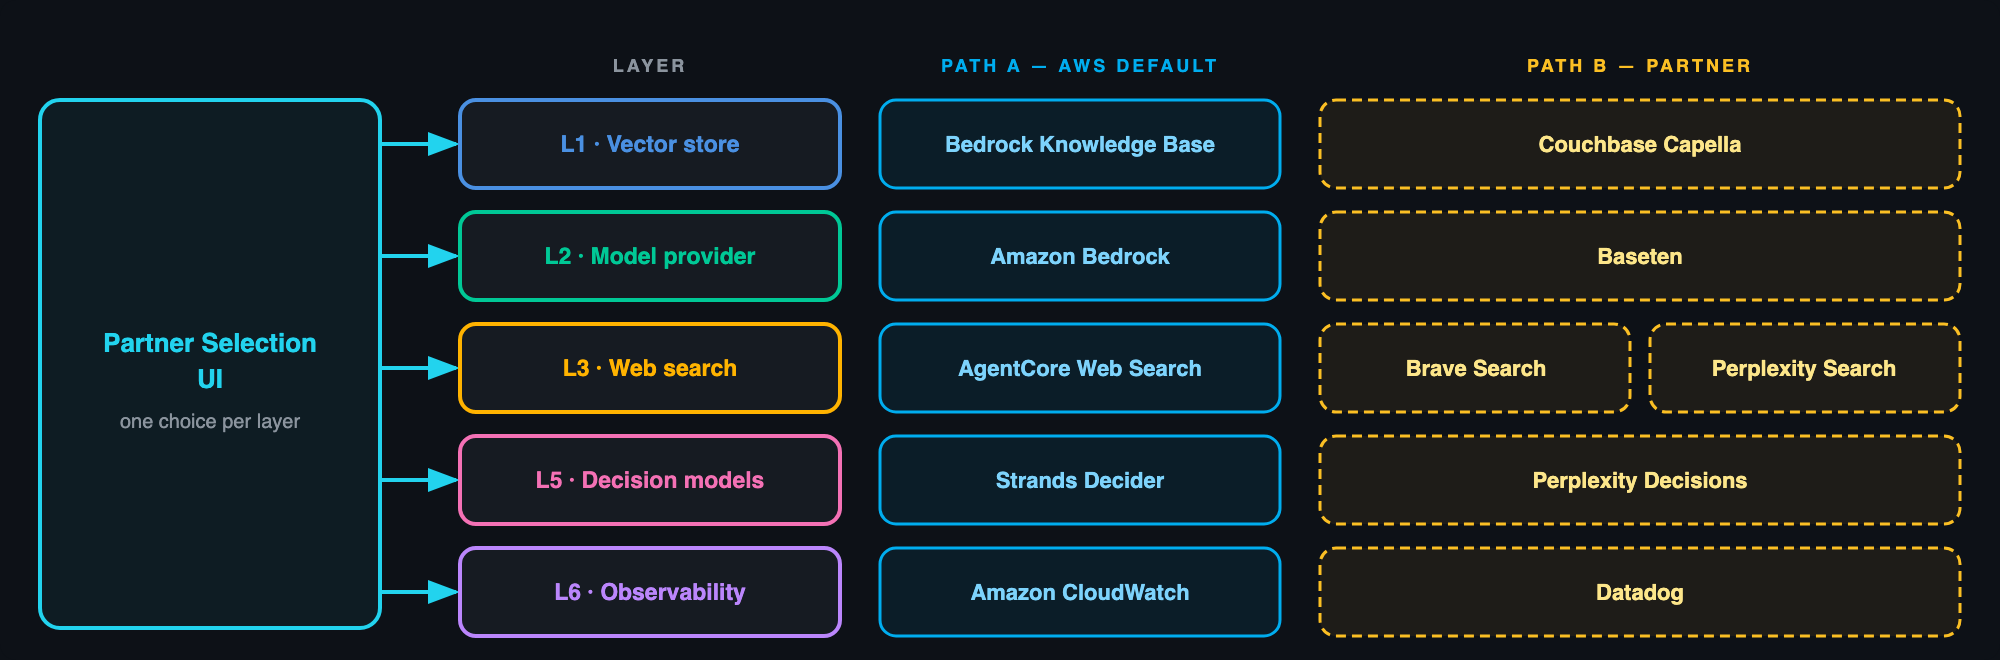 LAYER
PATH A — AWS DEFAULT
PATH B — PARTNER
Partner Selection
UI
one choice per layer
L1 · Vector store
Bedrock Knowledge Base
Couchbase Capella
L2 · Model provider
Amazon Bedrock
Baseten
L3 · Web search
AgentCore Web Search
Brave Search
Perplexity Search
L5 · Decision models
Strands Decider
Perplexity Decisions
L6 · Observability
Amazon CloudWatch
Datadog